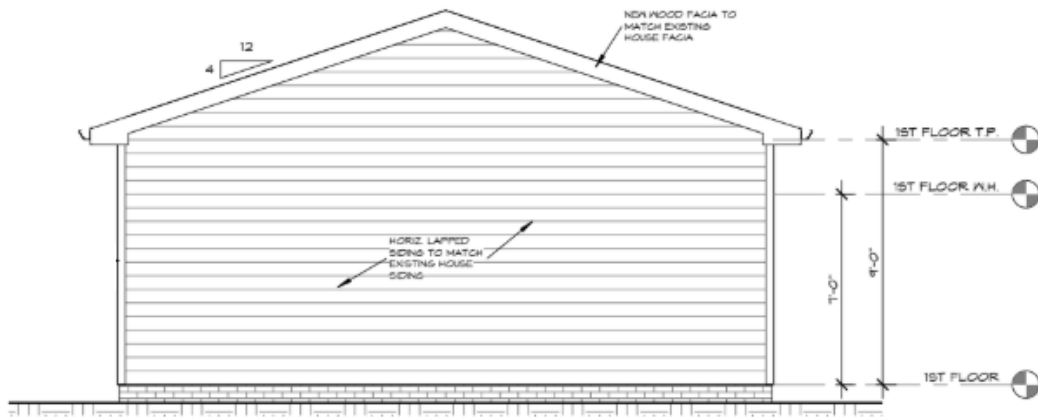 NEW WOOD FACIA TO
MATCH EXISTING
HOUSE FACIA
12
4
1ST FLOOR T.P.
1ST FLOOR W.H.
HORIZ. LAPPED
SIDING TO MATCH
EXISTING HOUSE
SIDING
7'-0"
9'-0"
1ST FLOOR